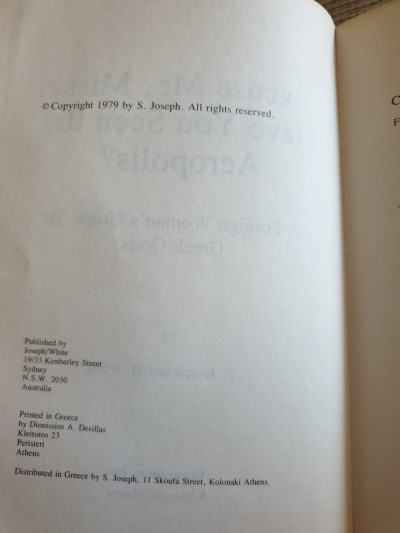 © Copyright 1979 by S. Joseph. All rights reserved.
Published by
Joseph/White
19/33 Kimberley Street
Sydney
N.S.W. 2030
Australia
Printed in Greece
by Dionissios A. Desillas
Kleitoros 23
Peristeri
Athens
Distributed in Greece by S. Joseph, 11 Skoufa Street, Kolonaki Athens.